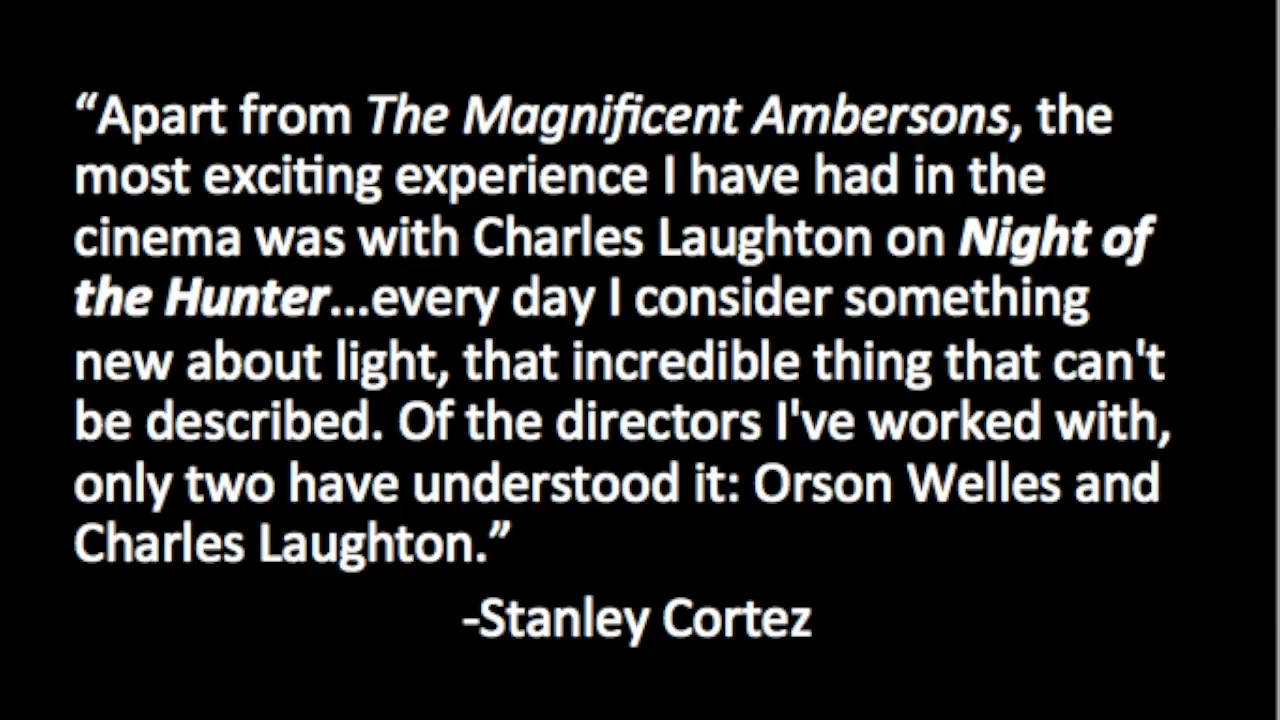 “Apart from The Magnificent Ambersons, the
most exciting experience I have had in the
cinema was with Charles Laughton on Night of
the Hunter...every day I consider something
new about light, that incredible thing that can't
be described. Of the directors I've worked with,
only two have understood it: Orson Welles and
Charles Laughton.”
-Stanley Cortez